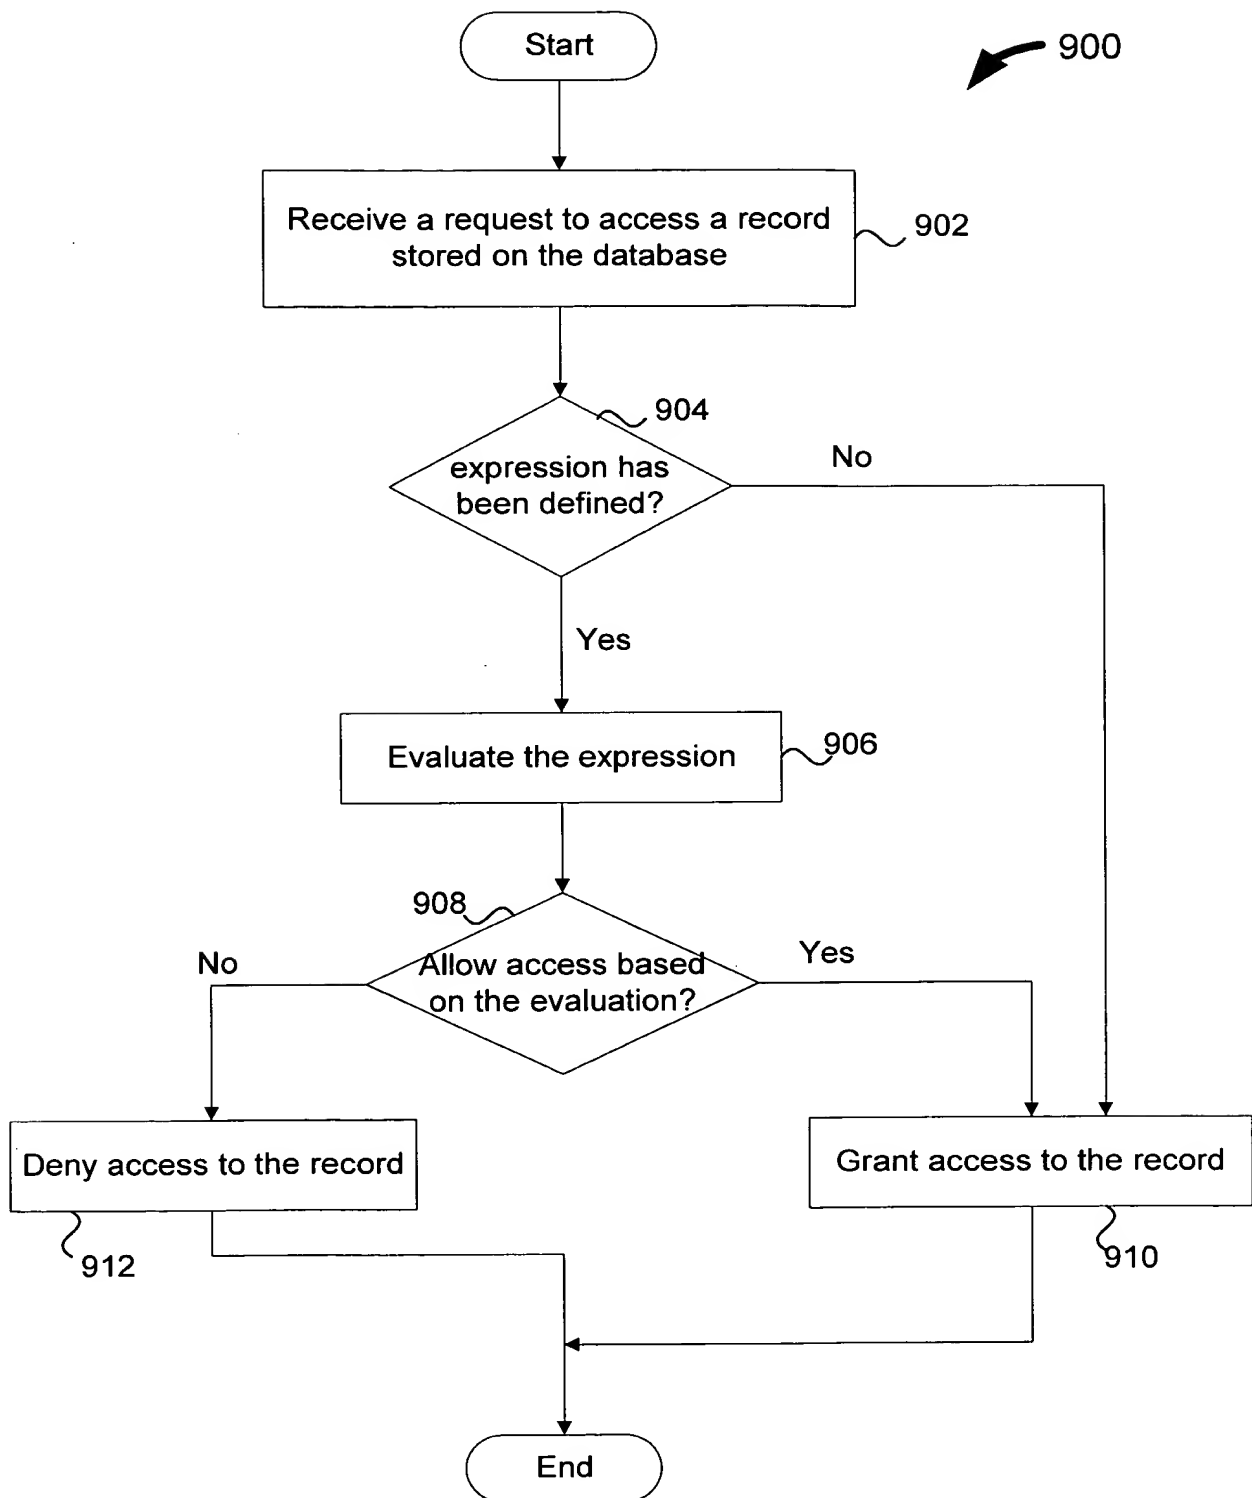 Start
900
Receive a request to access a record
stored on the database
902
904
expression has
been defined?
No
Yes
Evaluate the expression
906
908
Allow access based
on the evaluation?
No
Yes
Deny access to the record
912
Grant access to the record
910
End